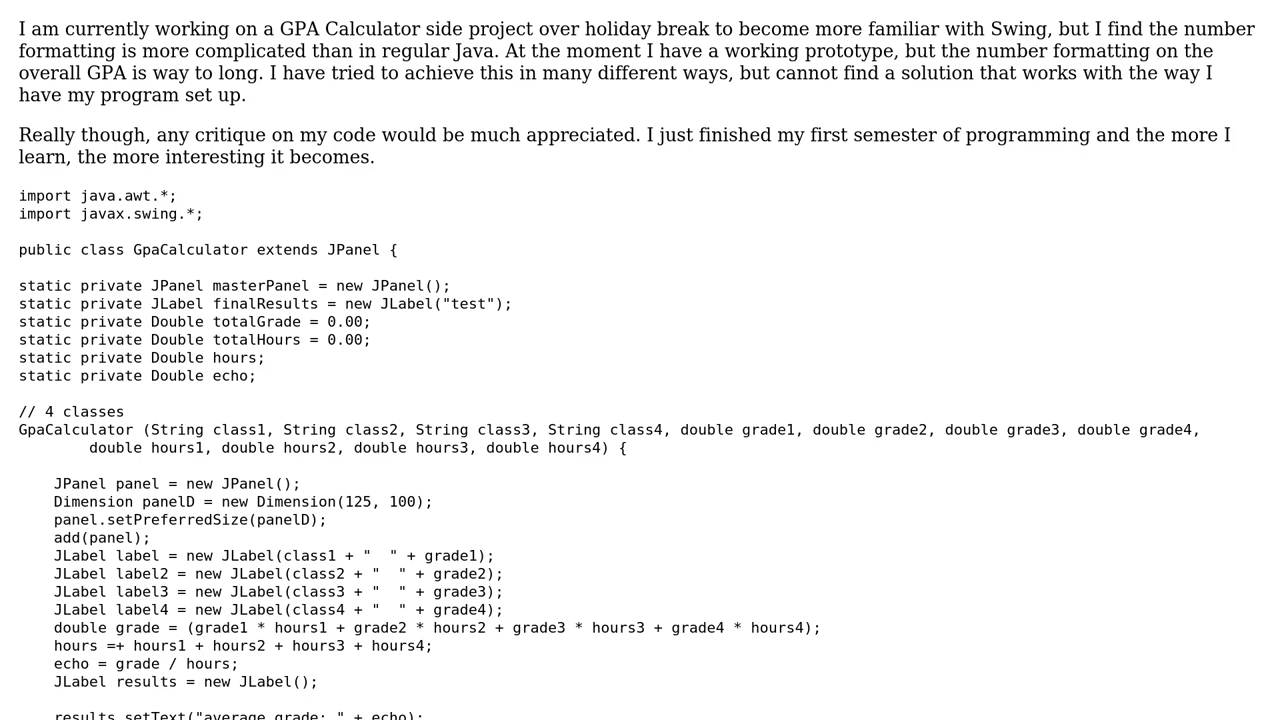 I am currently working on a GPA Calculator side project over holiday break to become more familiar with Swing, but I find the number
formatting is more complicated than in regular Java. At the moment I have a working prototype, but the number formatting on the
overall GPA is way to long. I have tried to achieve this in many different ways, but cannot find a solution that works with the way I
have my program set up.
Really though, any critique on my code would be much appreciated. I just finished my first semester of programming and the more I
learn, the more interesting it becomes.
import java.awt.*;
import javax.swing.*;
public class GpaCalculator extends JPanel {
static private JPanel masterPanel = new JPanel();
static private JLabel finalResults = new JLabel("test");
static private Double totalGrade = 0.00;
static private Double totalHours = 0.00;
static private Double hours;
static private Double echo;
// 4 classes
GpaCalculator (String class1, String class2, String class3, String class4, double grade1, double grade2, double grade3, double grade4,
        double hours1, double hours2, double hours3, double hours4) {
    JPanel panel = new JPanel();
    Dimension panelD = new Dimension(125, 100);
    panel.setPreferredSize(panelD);
    add(panel);
    JLabel label = new JLabel(class1 + "  " + grade1);
    JLabel label2 = new JLabel(class2 + "  " + grade2);
    JLabel label3 = new JLabel(class3 + "  " + grade3);
    JLabel label4 = new JLabel(class4 + "  " + grade4);
    double grade = (grade1 * hours1 + grade2 * hours2 + grade3 * hours3 + grade4 * hours4);
    hours =+ hours1 + hours2 + hours3 + hours4;
    echo = grade / hours;
    JLabel results = new JLabel();
    results.setText("average grade: " + echo);